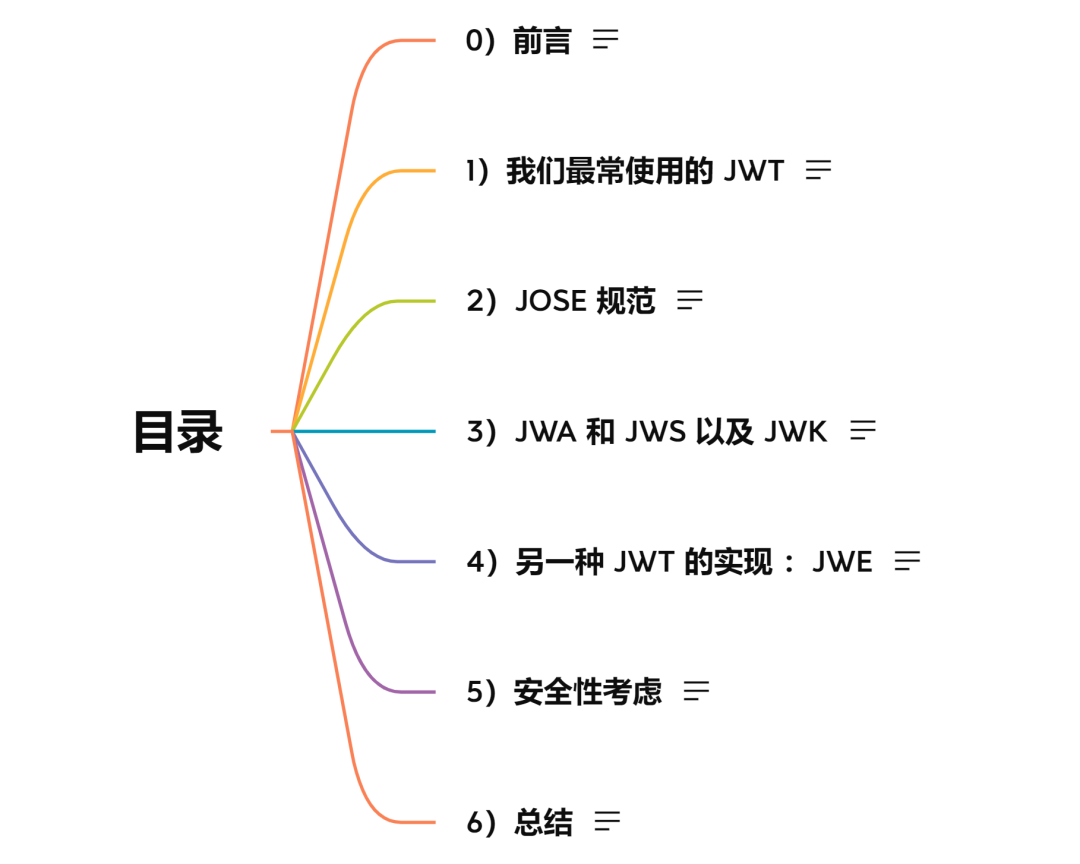 目录
0）前言
1）我们最常使用的 JWT
2）JOSE 规范
3）JWA 和 JWS 以及 JWK
4）另一种 JWT 的实现：JWE
5）安全性考虑
6）总结